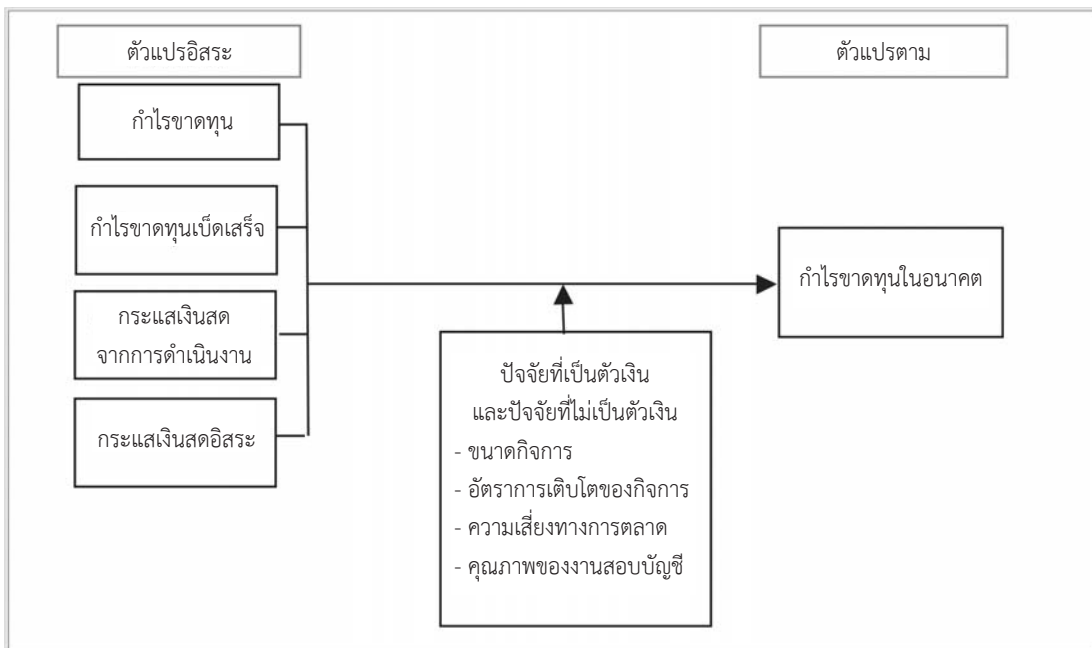 ตัวแปรอิสระ
ตัวแปรตาม
กำไรขาดทุน
กำไรขาดทุนเบ็ดเสร็จ
กระแสเงินสด
จากการดำเนินงาน
กระแสเงินสดอิสระ
ปัจจัยที่เป็นตัวเงิน
และปัจจัยที่ไม่เป็นตัวเงิน
- ขนาดกิจการ
- อัตราการเติบโตของกิจการ
- ความเสี่ยงทางการตลาด
- คุณภาพของงานสอบบัญชี
กำไรขาดทุนในอนาคต